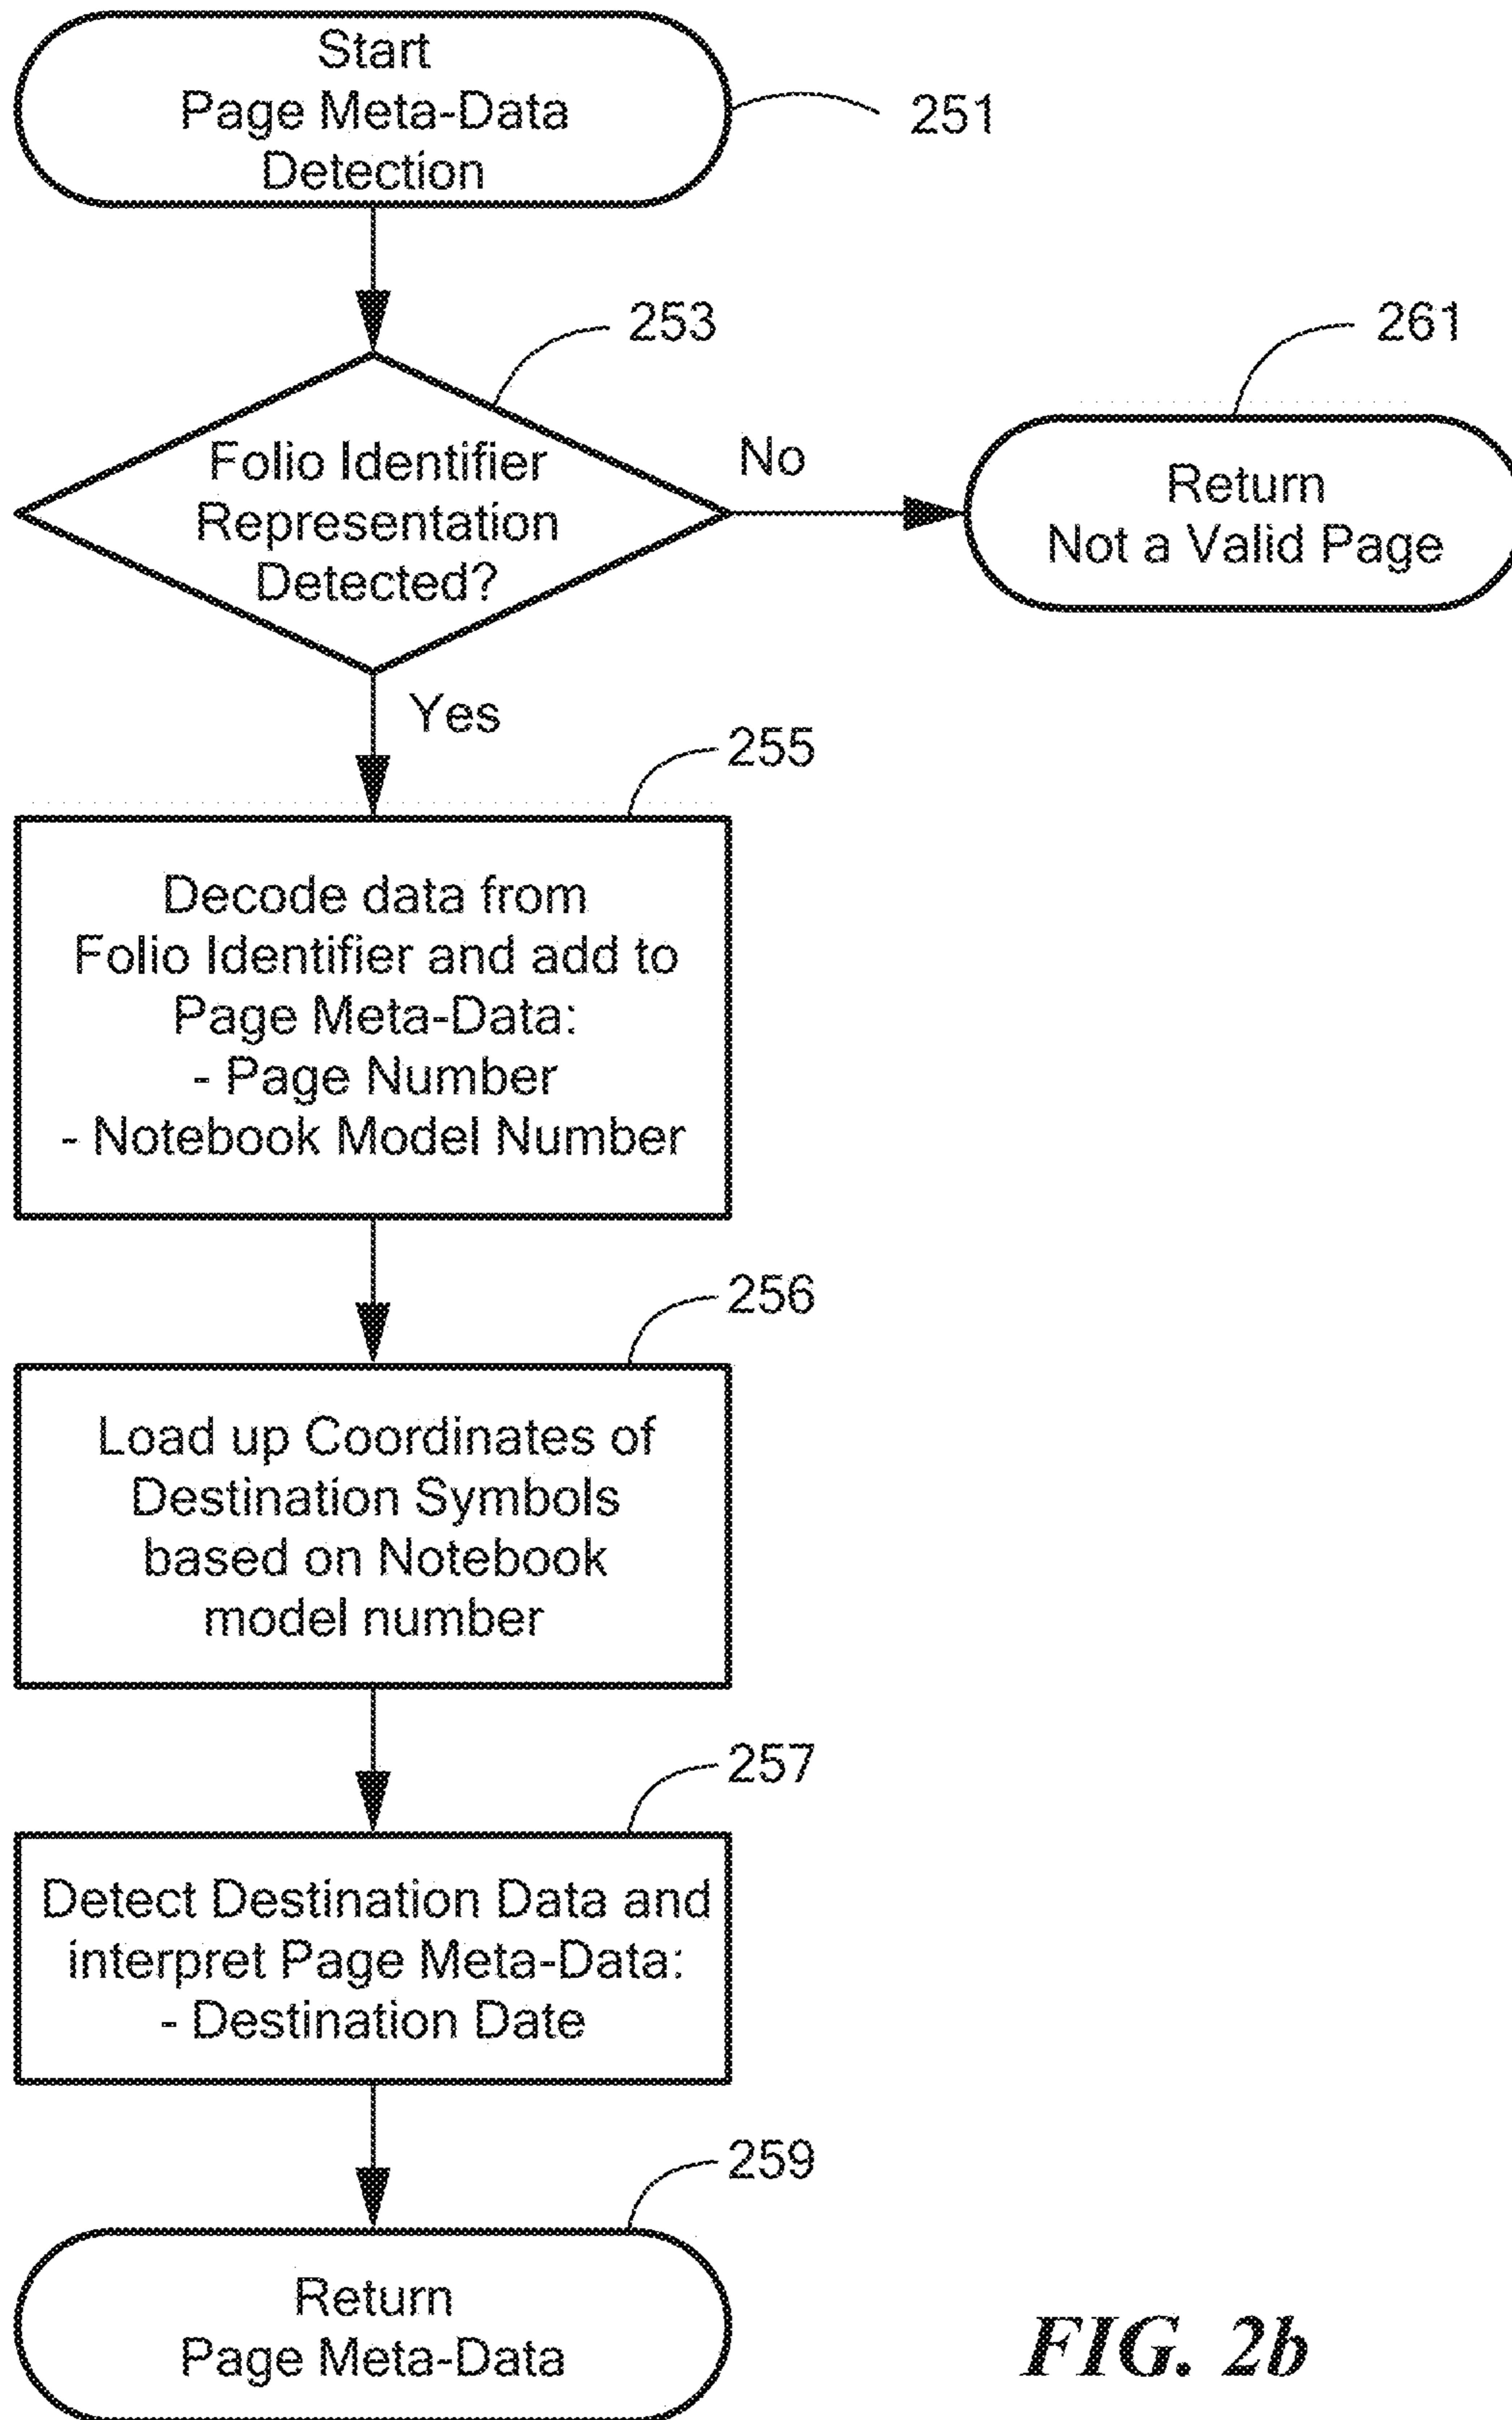 Start
Page Meta-Data
Detection
251
253
261
Folio Identifier
Representation
Detected?
No
Return
Not a Valid Page
Yes
255
Decode data from
Folio Identifier and add to
Page Meta-Data:
- Page Number
- Notebook Model Number
256
Load up Coordinates of
Destination Symbols
based on Notebook
model number
257
Detect Destination Data and
interpret Page Meta-Data:
- Destination Date
259
Return
Page Meta-Data
FIG. 2b